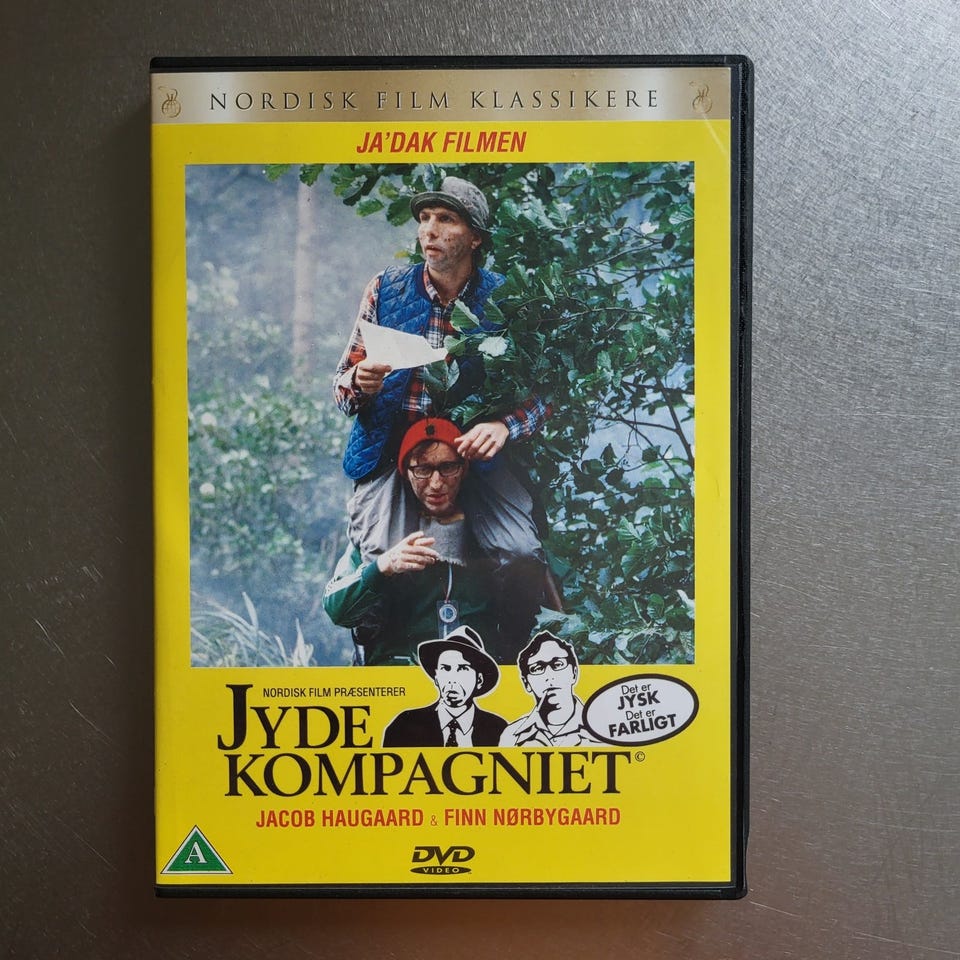 NORDISK FILM KLASSIKERE
JA'DAK FILMEN
NORDISK FILM PRÆSENTERER
JYDE
KOMPAGNIET©
Det er
JYSK
Det er
FARLIGT
JACOB HAUGAARD & FINN NØRBYGAARD
A
DVD
VIDEO